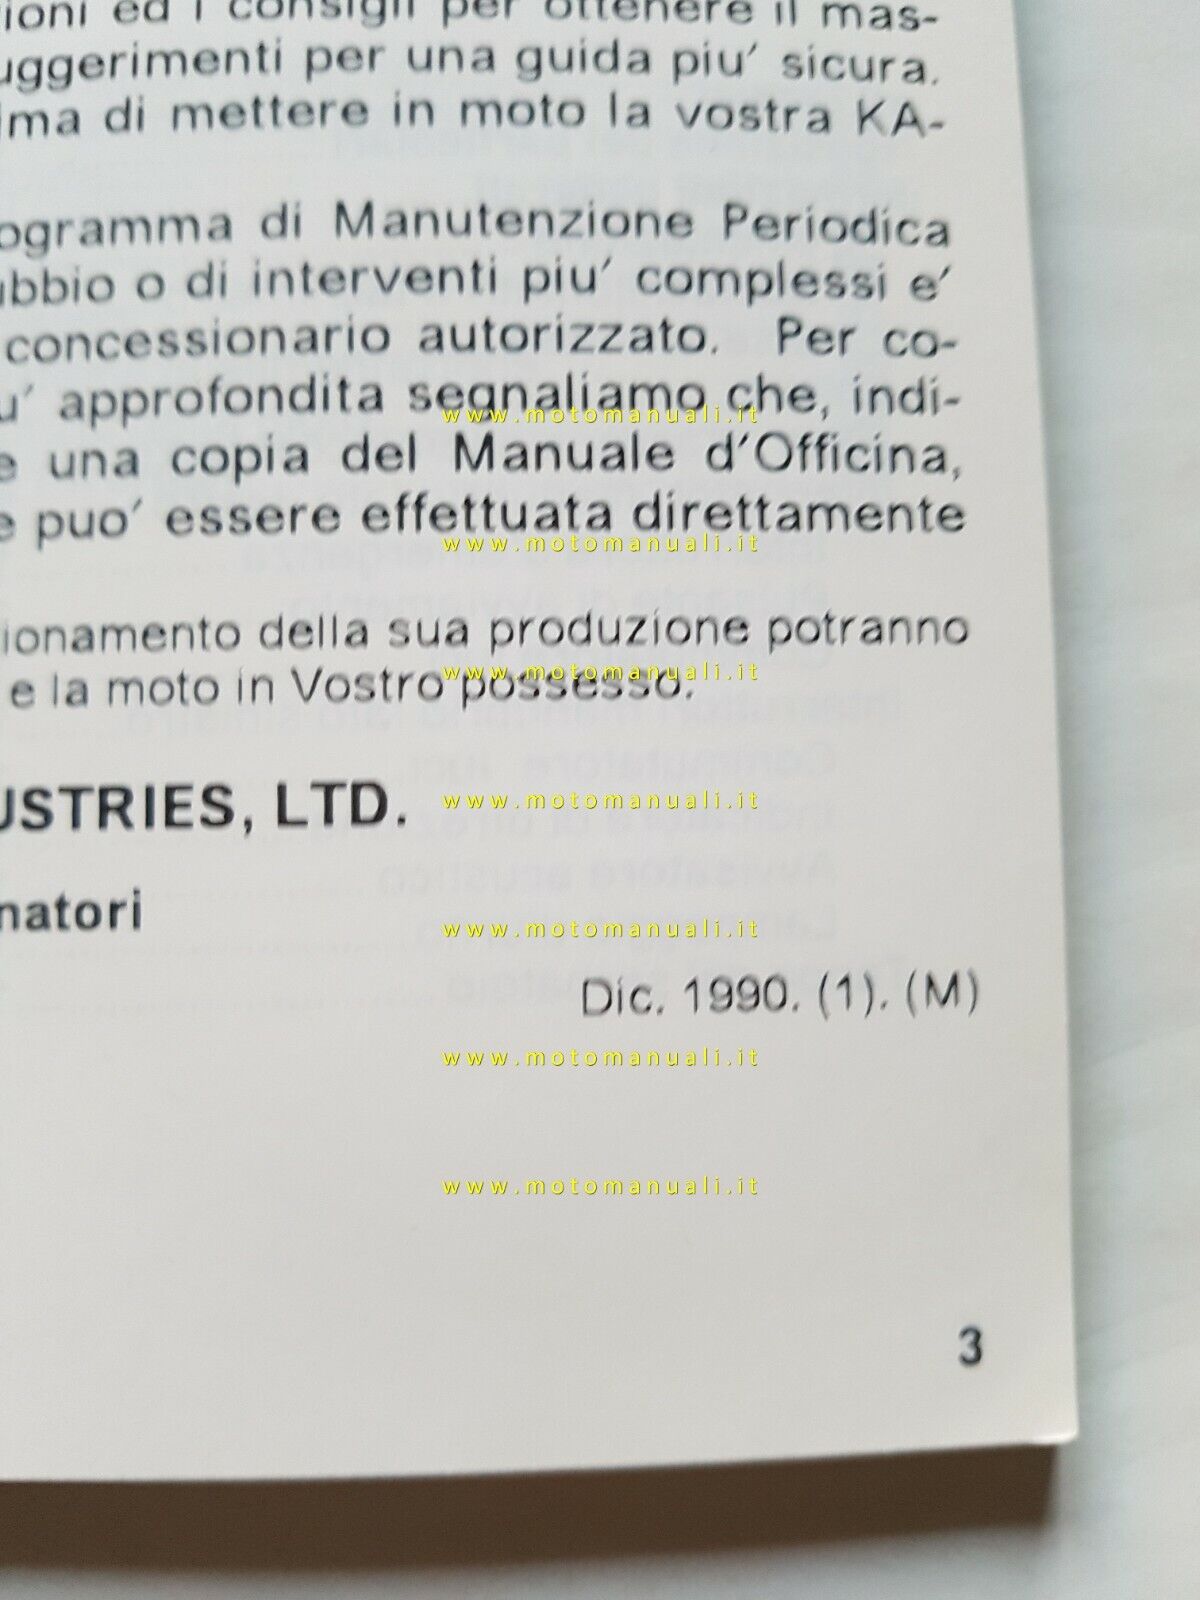 ioni ed i consigli per ottenere il mas-
uggerimenti per una guida piu' sicura.
ima di mettere in moto la vostra KA-
ogramma di Manutenzione Periodica
ubbio o di interventi piu' complessi e'
concessionario autorizzato. Per co-
u' approfondita segnaliamo che, indi-
www.motomanuali.it
e una copia del Manuale d'Officina,
e puo' essere effettuata direttamente
www.motomanuali.it
ionamento della sua produzione potranno
e la moto in Vostro possesso.
www.motomanuali.it
USTRIES, LTD.
www.motomanuali.it
natori
www.motomanuali.it
Dic. 1990. (1). (M)
www.motomanuali.it
www.motomanuali.it
3